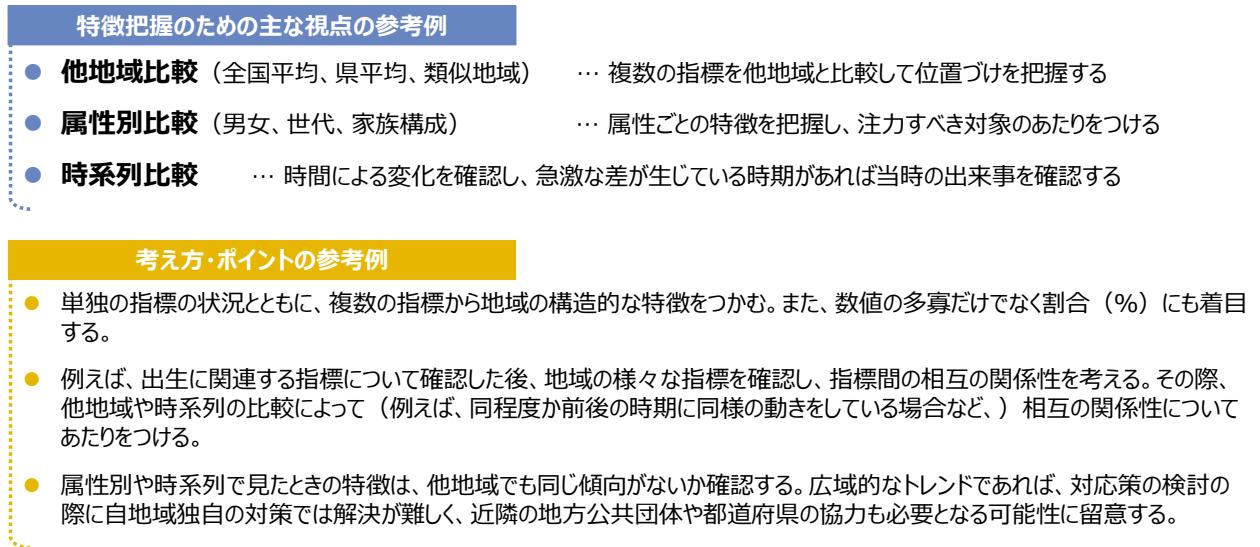 特徴把握のための主な視点の参考例
● 他地域比較（全国平均、県平均、類似地域） … 複数の指標を他地域と比較して位置づけを把握する
● 属性別比較（男女、世代、家族構成） … 属性ごとの特徴を把握し、注力すべき対象のあたりをつける
● 時系列比較 … 時間による変化を確認し、急激な差が生じている時期があれば当時の出来事を確認する
考え方・ポイントの参考例
● 単独の指標の状況とともに、複数の指標から地域の構造的な特徴をつかむ。また、数値の多寡だけでなく割合（%）にも着目
する。
● 例えば、出生に関連する指標について確認した後、地域の様々な指標を確認し、指標間の相互の関係性を考える。その際、
他地域や時系列の比較によって（例えば、同程度か前後の時期に同様の動きをしている場合など、）相互の関係性について
あたりをつける。
● 属性別や時系列で見たときの特徴は、他地域でも同じ傾向がないか確認する。広域的なトレンドであれば、対応策の検討の
際に自地域独自の対策では解決が難しく、近隣の地方公共団体や都道府県の協力も必要となる可能性に留意する。